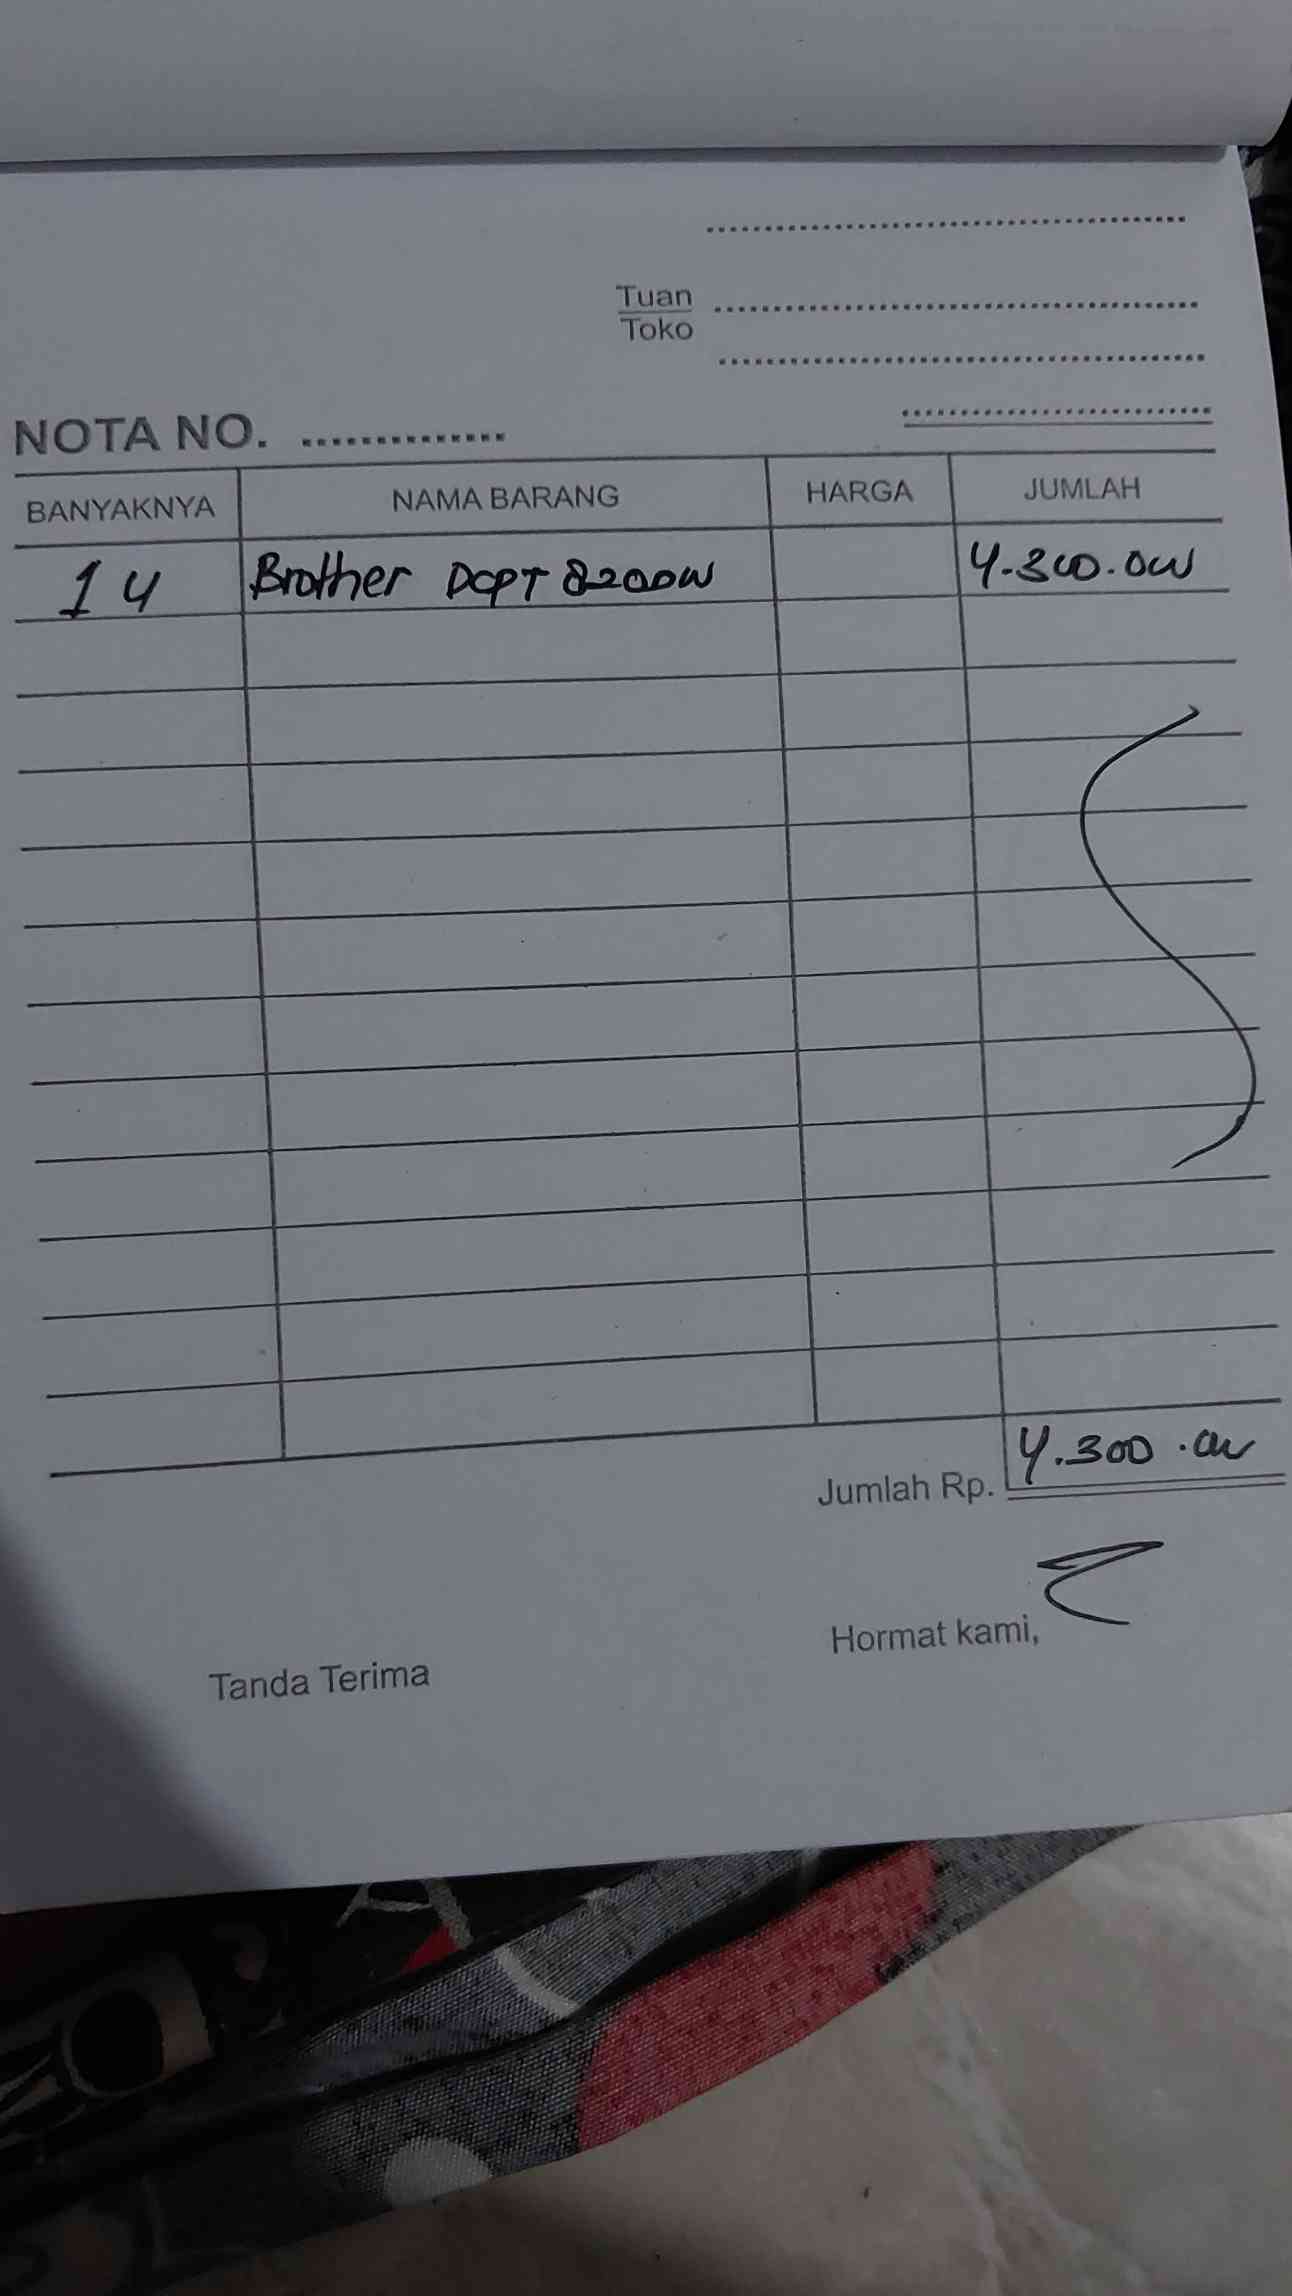 Tuan
Toko
NOTA NO.
BANYAKNYA NAMA BARANG HARGA JUMLAH
1 4 Brother DCPT 8200W 4.300.000
Jumlah Rp. 4.300.000
Hormat kami,
Tanda Terima